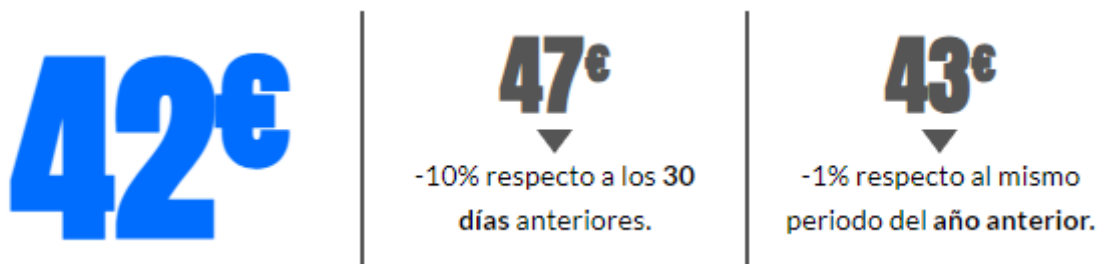 42€
47€
-10% respecto a los 30
días anteriores.
43€
-1% respecto al mismo
periodo del año anterior.